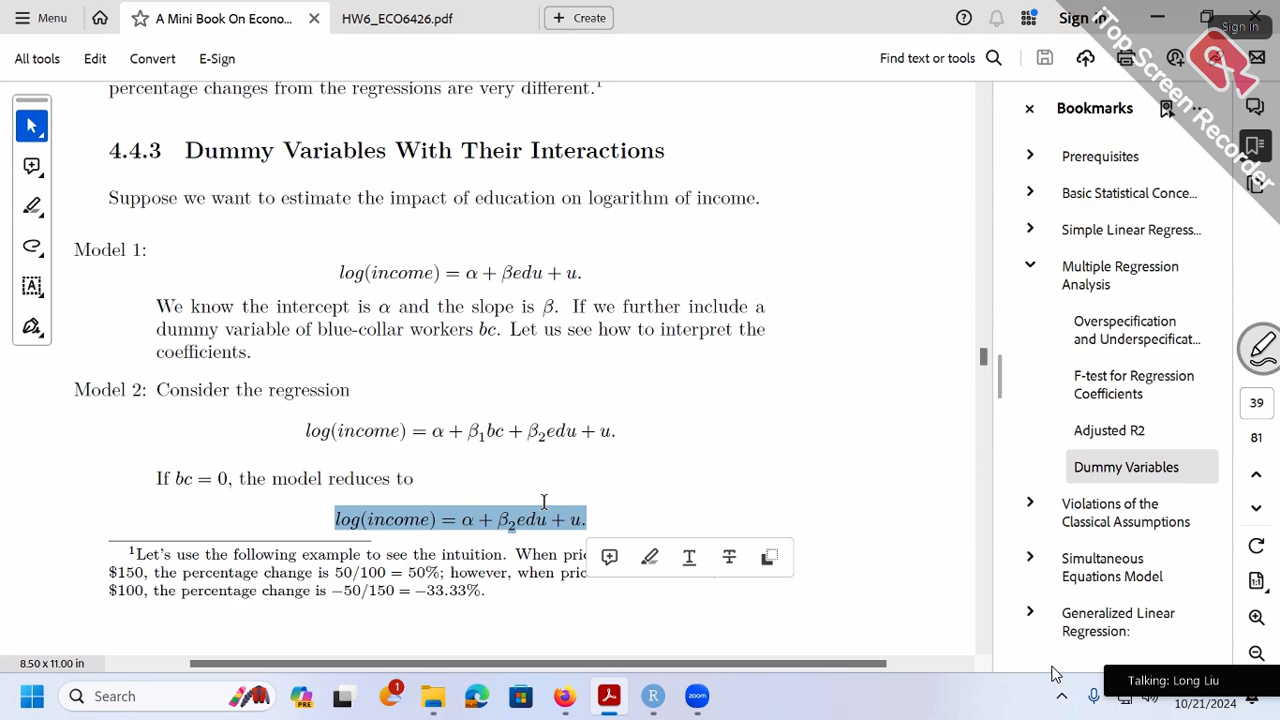 Menu
A Mini Book On Econo...
HW6_ECO6426.pdf
Create
Sign in
Sign in
iTop Screen Recorder
All tools Edit Convert E-Sign
Find text or tools
percentage changes from the regressions are very different.¹
4.4.3 Dummy Variables With Their Interactions
Suppose we want to estimate the impact of education on logarithm of income.
Model 1:
log(income) = α + βedu + u.
We know the intercept is α and the slope is β. If we further include a
dummy variable of blue-collar workers bc. Let us see how to interpret the
coefficients.
Model 2: Consider the regression
log(income) = α + β₁bc + β₂edu + u.
If bc = 0, the model reduces to
log(income) = α + β₂edu + u.
¹Let's use the following example to see the intuition. When pric
$150, the percentage change is 50/100 = 50%; however, when pric
$100, the percentage change is −50/150 = −33.33%.
8.50 x 11.00 in
Bookmarks
Prerequisites
Basic Statistical Conce...
Simple Linear Regress...
Multiple Regression
Analysis
Overspecification
and Underspecificat...
F-test for Regression
Coefficients
Adjusted R2
Dummy Variables
Violations of the
Classical Assumptions
Simultaneous
Equations Model
Generalized Linear
Regression:
39
81
Talking: Long Liu
Search
PRE
1
R
zoom
10/21/2024